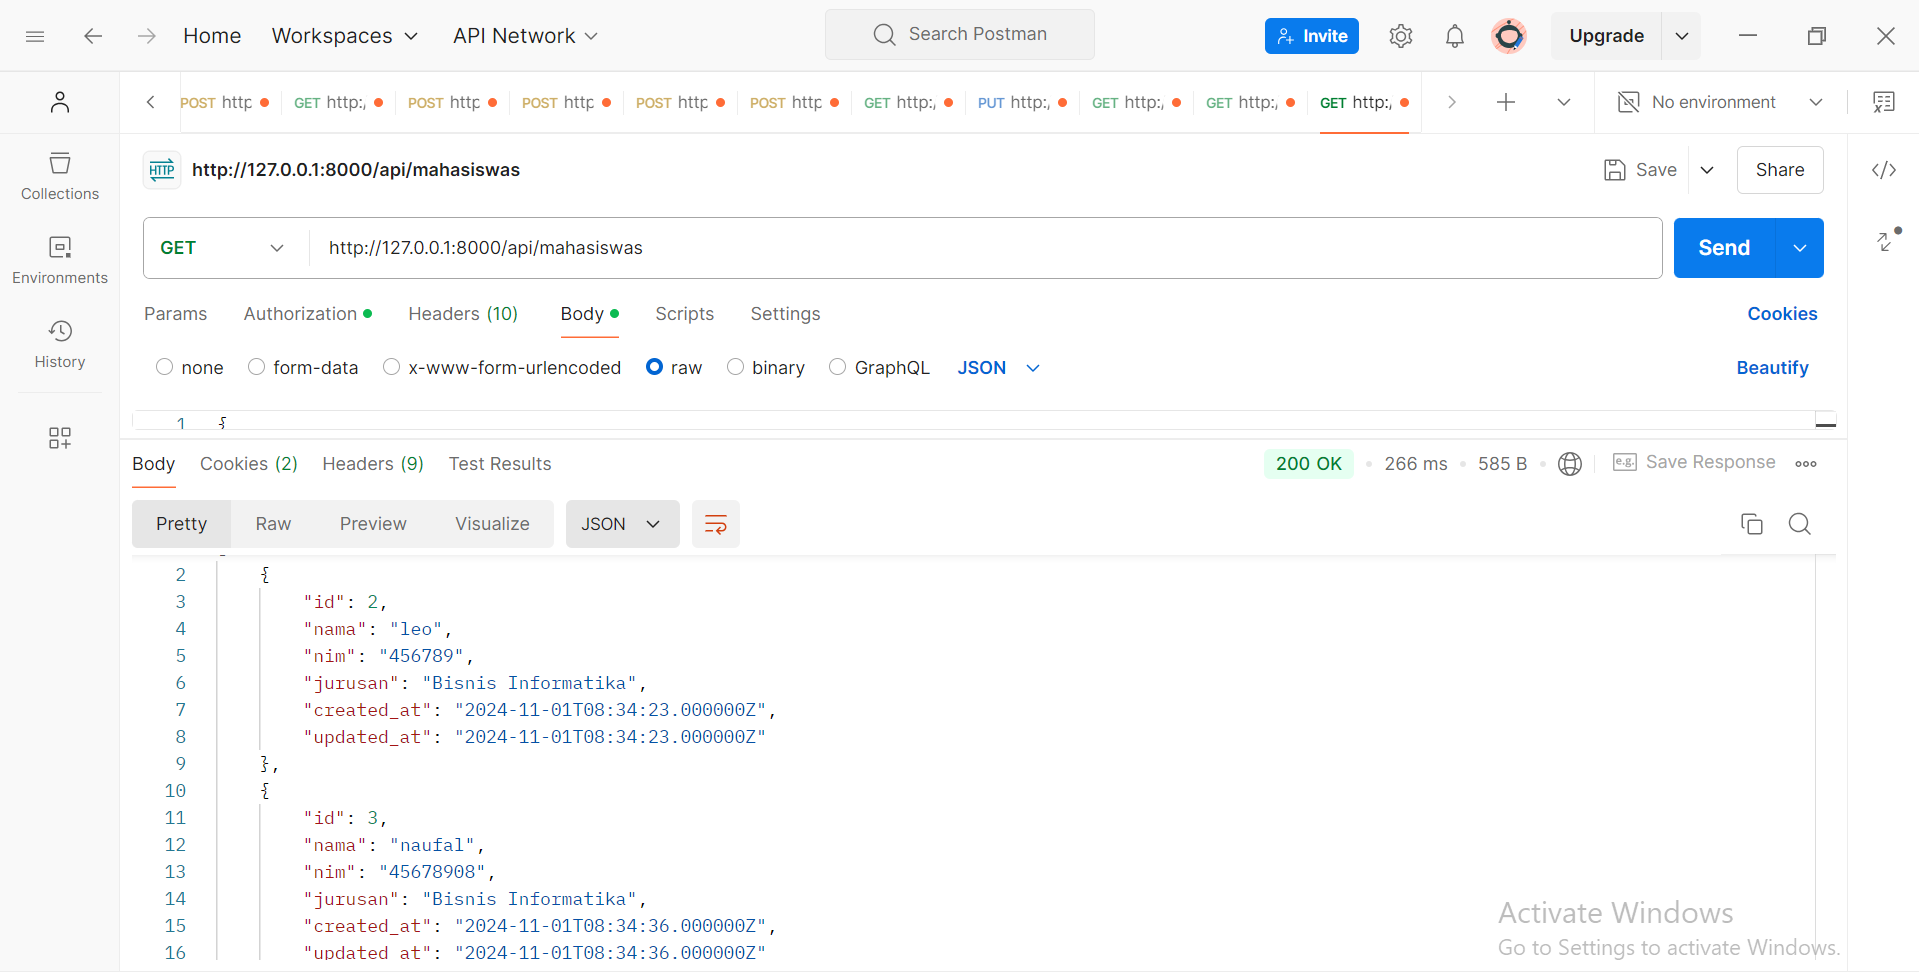 Home Workspaces API Network Search Postman Invite Upgrade
POST http GET http:/ POST http POST http POST http POST http GET http:/ PUT http:/ GET http:/ GET http:/ GET http:/ No environment
HTTP http://127.0.0.1:8000/api/mahasiswas Save Share
Collections
Environments
History
GET http://127.0.0.1:8000/api/mahasiswas Send
Params Authorization Headers (10) Body Scripts Settings Cookies
none form-data x-www-form-urlencoded raw binary GraphQL JSON Beautify
1 {
Body Cookies (2) Headers (9) Test Results 200 OK 266 ms 585 B e.g. Save Response
Pretty Raw Preview Visualize JSON
2 {
3 "id": 2,
4 "nama": "leo",
5 "nim": "456789",
6 "jurusan": "Bisnis Informatika",
7 "created_at": "2024-11-01T08:34:23.000000Z",
8 "updated_at": "2024-11-01T08:34:23.000000Z"
9 },
10 {
11 "id": 3,
12 "nama": "naufal",
13 "nim": "45678908",
14 "jurusan": "Bisnis Informatika",
15 "created_at": "2024-11-01T08:34:36.000000Z",
16 "updated_at": "2024-11-01T08:34:36.000000Z"
Activate Windows
Go to Settings to activate Windows.